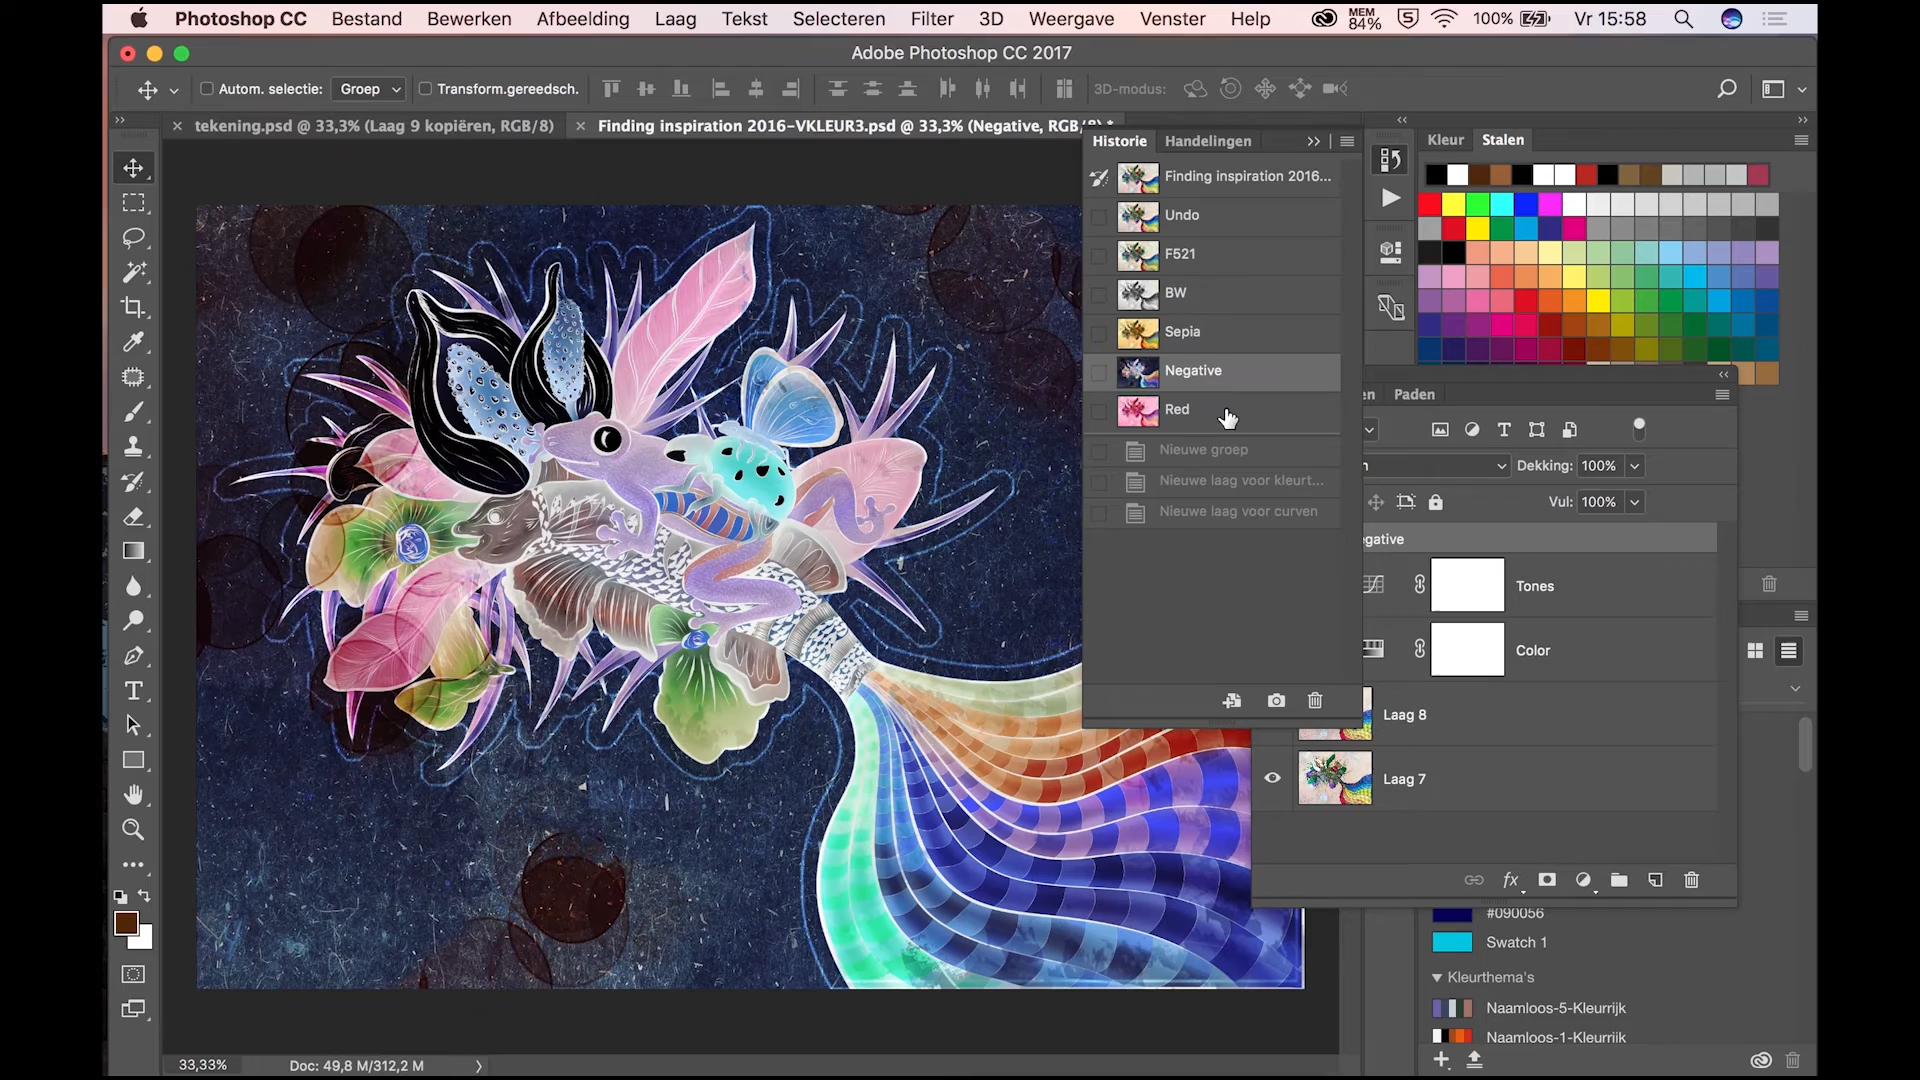 Photoshop CC Bestand Bewerken Afbeelding Laag Tekst Selecteren Filter 3D Weergave Venster Help MEM 84% 5 100% Vr 15:58
Adobe Photoshop CC 2017
Autom. selectie: Groep Transform.gereedsch. 3D-modus:
tekening.psd @ 33,3% (Laag 9 kopiëren, RGB/8)
Finding inspiration 2016-VKLEUR3.psd @ 33,3% (Negative, RGB/8) *
Historie Handelingen
Finding inspiration 2016...
Undo
F521
BW
Sepia
Negative
Red
Nieuwe groep
Nieuwe laag voor kleurt...
Nieuwe laag voor curven
Kleur Stalen
en Paden
n Dekking: 100%
Vul: 100%
egative
Tones
Color
Laag 8
Laag 7
fx
#090056
Swatch 1
Kleurthema's
Naamloos-5-Kleurrijk
Naamloos-1-Kleurrijk
33,33% Doc: 49,8 M/312,2 M